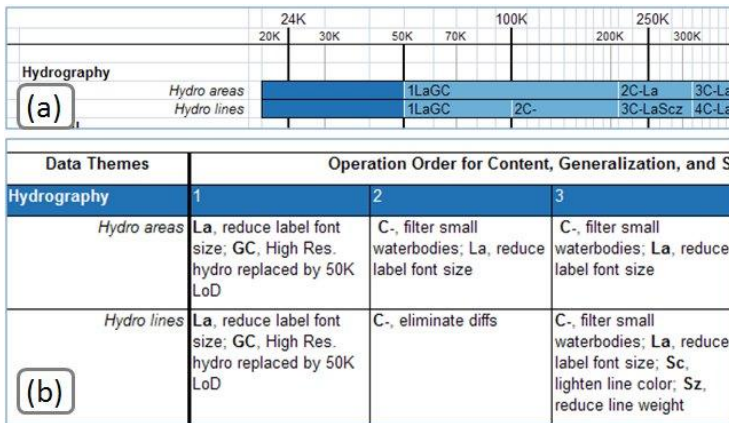 24K 100K 250K
20K 30K 50K 70K 200K 300K
Hydrography
Hydro areas 1LaGC 2C-La 3C-La
Hydro lines 1LaGC 2C- 3C-LaScz 4C-La
(a)
Data Themes Operation Order for Content, Generalization, and S
Hydrography 1 2 3
Hydro areas La, reduce label font C-, filter small C-, filter small
size; GC, High Res. waterbodies; La, reduce waterbodies; La, reduce
hydro replaced by 50K label font size label font size
LoD
Hydro lines La, reduce label font C-, eliminate diffs C-, filter small
size; GC, High Res. waterbodies; La, reduce
hydro replaced by 50K label font size; Sc,
LoD lighten line color; Sz,
reduce line weight
(b)